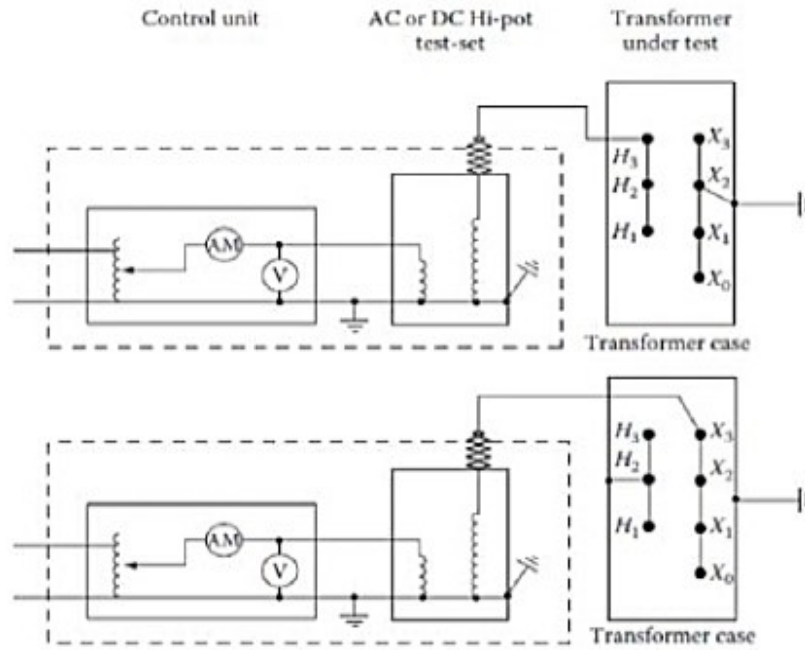 Control unit
AC or DC Hi-pot
test-set
Transformer
under test
H₃
H₂
H₁
X₃
X₂
X₁
X₀
AM
V
Transformer case
H₃
H₂
H₁
X₃
X₂
X₁
X₀
AM
V
Transformer case